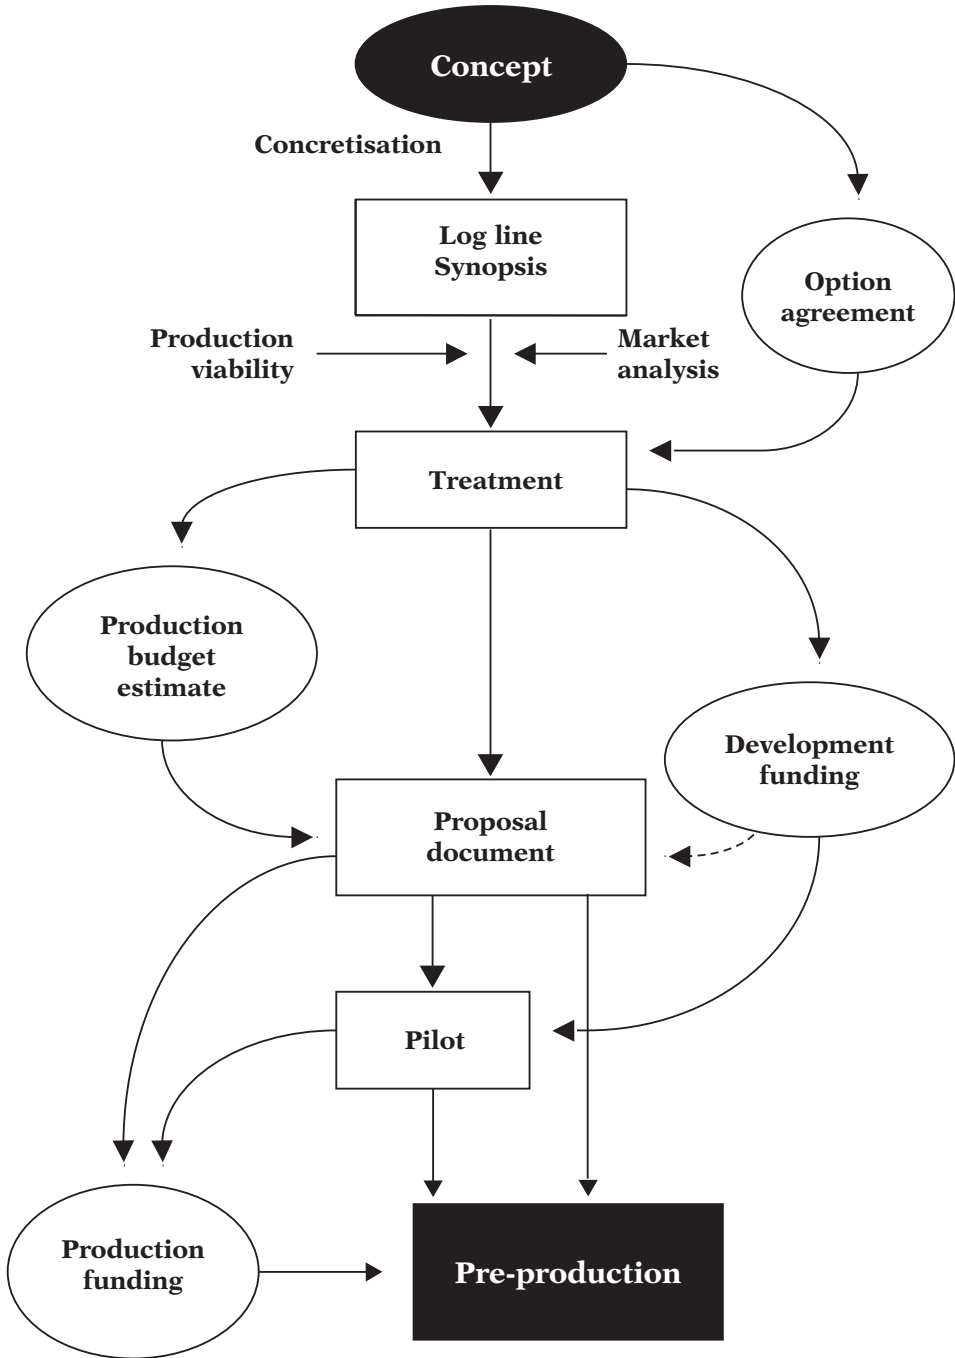 Concept
Concretisation
Log line
Synopsis
Option
agreement
Production
viability
Market
analysis
Treatment
Production
budget
estimate
Development
funding
Proposal
document
Pilot
Production
funding
Pre-production